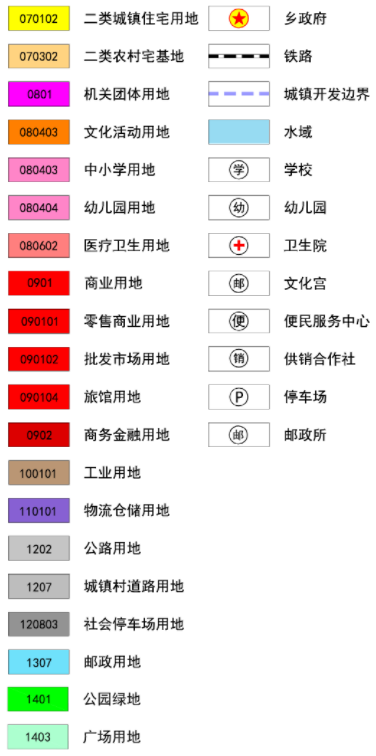 070102 二类城镇住宅用地 乡政府
070302 二类农村宅基地 铁路
0801 机关团体用地 城镇开发边界
080403 文化活动用地 水域
080403 中小学用地 学 学校
080404 幼儿园用地 幼 幼儿园
080602 医疗卫生用地 卫生院
0901 商业用地 邮 文化宫
090101 零售商业用地 便 便民服务中心
090102 批发市场用地 销 供销合作社
090104 旅馆用地 P 停车场
0902 商务金融用地 邮 邮政所
100101 工业用地
110101 物流仓储用地
1202 公路用地
1207 城镇村道路用地
120803 社会停车场用地
1307 邮政用地
1401 公园绿地
1403 广场用地